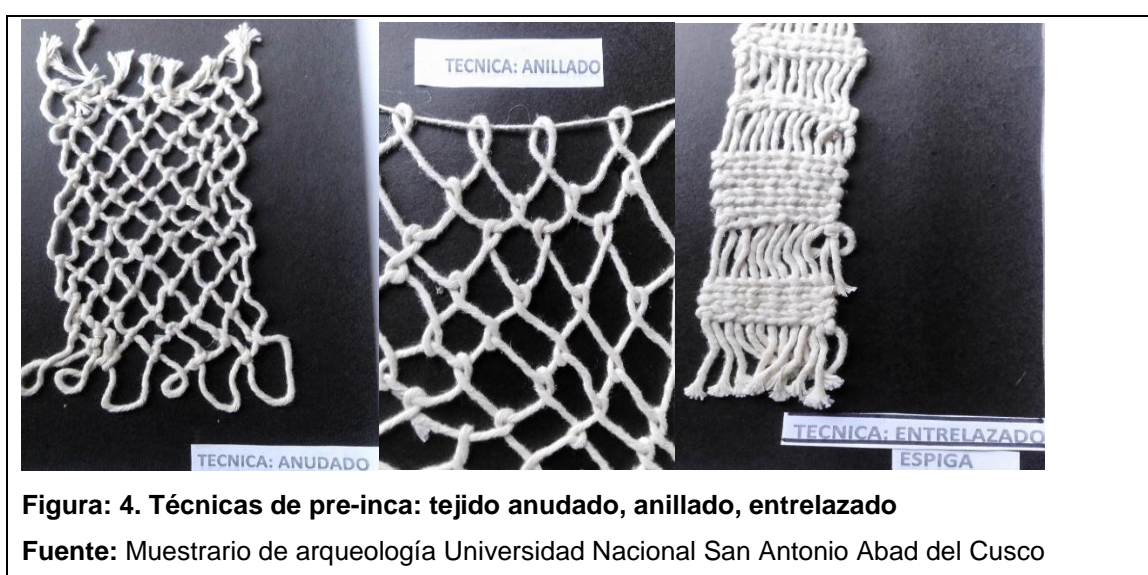 TECNICA: ANUDADO
TECNICA: ANILLADO
TECNICA: ENTRELAZADO
ESPIGA
Figura: 4. Técnicas de pre-inca: tejido anudado, anillado, entrelazado
Fuente: Muestrario de arqueología Universidad Nacional San Antonio Abad del Cusco